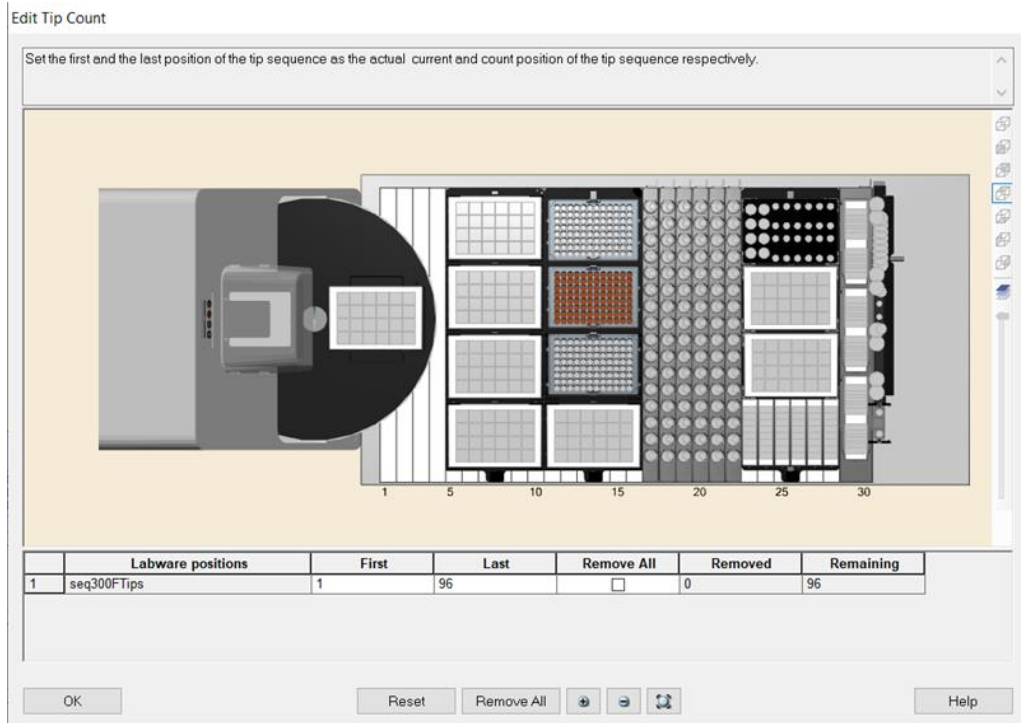 Edit Tip Count
Set the first and the last position of the tip sequence as the actual current and count position of the tip sequence respectively.
1 5 10 15 20 25 30
Labware positions First Last Remove All Removed Remaining
1 seq300FTips 1 96 0 96
OK Reset Remove All Help